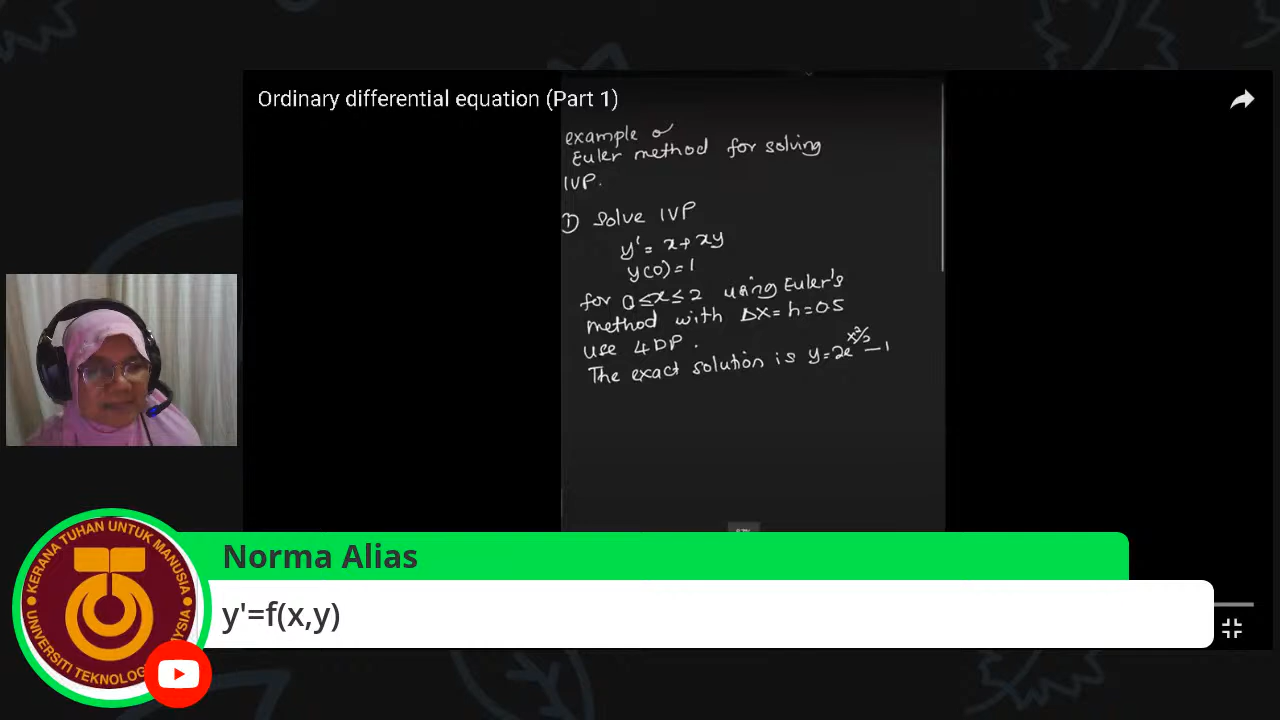 Ordinary differential equation (Part 1)
example of
Euler method for solving
IVP.
① Solve IVP
y' = x + xy
y(0) = 1
for 0 ≤ x ≤ 2 using Euler's
method with Δx = h = 0.5
use 4DP.
The exact solution is y = 2e^{x²/2} - 1
Norma Alias
y'=f(x,y)
KERANA TUHAN UNTUK MANUSIA
UNIVERSITI TEKNOLOG
YSIA